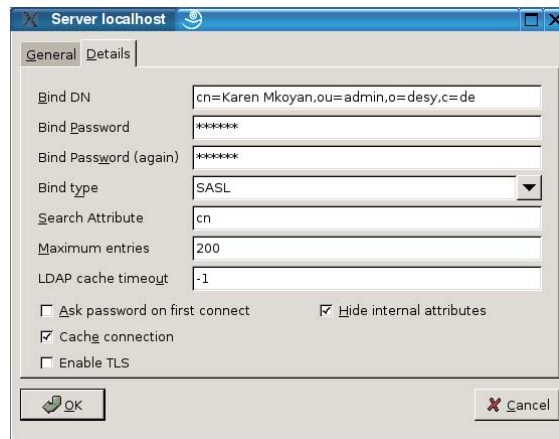 Server localhost
General Details
Bind DN cn=Karen Mkoyan,ou=admin,o=desy,c=de
Bind Password ******
Bind Password (again) ******
Bind type SASL
Search Attribute cn
Maximum entries 200
LDAP cache timeout -1
Ask password on first connect Hide internal attributes
Cache connection
Enable TLS
OK Cancel